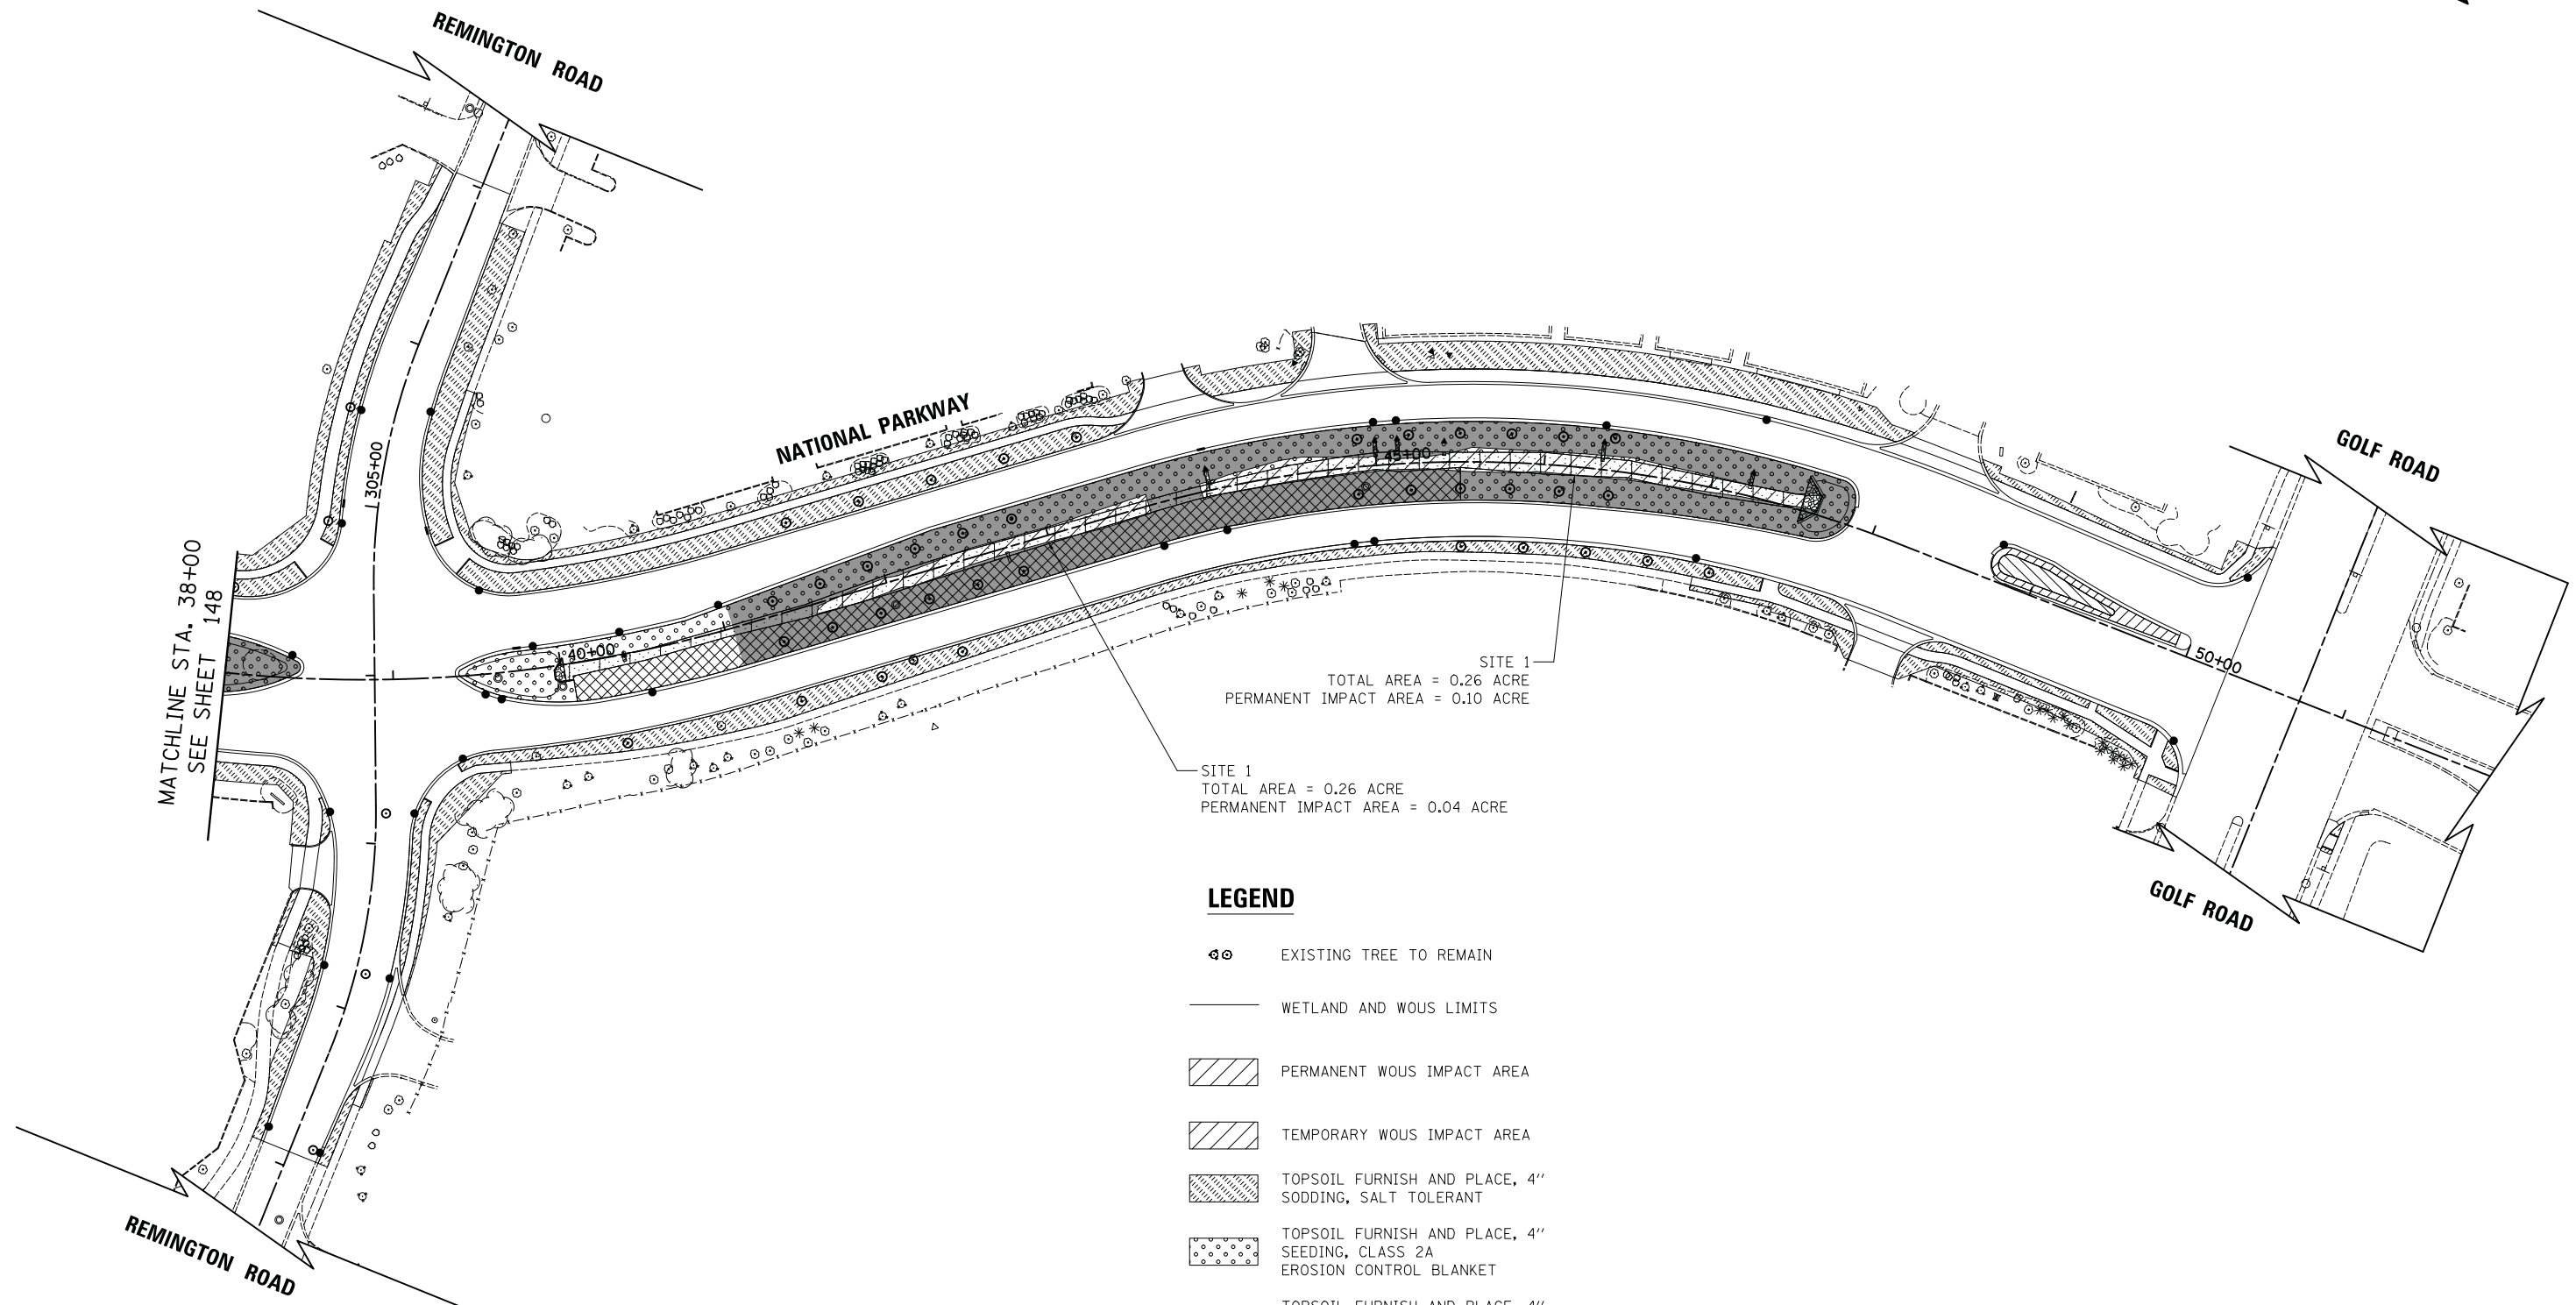 REMINGTON ROAD
NATIONAL PARKWAY
GOLF ROAD
305+00
45+00
MATCHLINE STA. 38+00
SEE SHEET 148
40+00
50+00
SITE 1
TOTAL AREA = 0.26 ACRE
PERMANENT IMPACT AREA = 0.10 ACRE
SITE 1
TOTAL AREA = 0.26 ACRE
PERMANENT IMPACT AREA = 0.04 ACRE
GOLF ROAD
LEGEND
EXISTING TREE TO REMAIN
WETLAND AND WOUS LIMITS
PERMANENT WOUS IMPACT AREA
TEMPORARY WOUS IMPACT AREA
TOPSOIL FURNISH AND PLACE, 4"
SODDING, SALT TOLERANT
TOPSOIL FURNISH AND PLACE, 4"
SEEDING, CLASS 2A
EROSION CONTROL BLANKET
REMINGTON ROAD